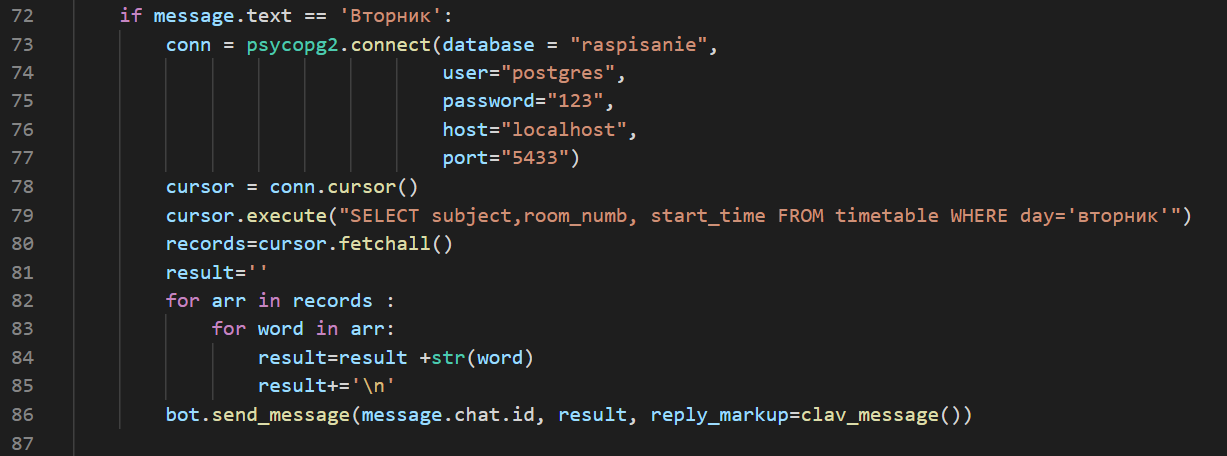 72 if message.text == 'Вторник':
73 conn = psycopg2.connect(database = "raspisanie",
74 user="postgres",
75 password="123",
76 host="localhost",
77 port="5433")
78 cursor = conn.cursor()
79 cursor.execute("SELECT subject,room_numb, start_time FROM timetable WHERE day='вторник'")
80 records=cursor.fetchall()
81 result=''
82 for arr in records :
83 for word in arr:
84 result=result +str(word)
85 result+='\n'
86 bot.send_message(message.chat.id, result, reply_markup=clav_message())
87